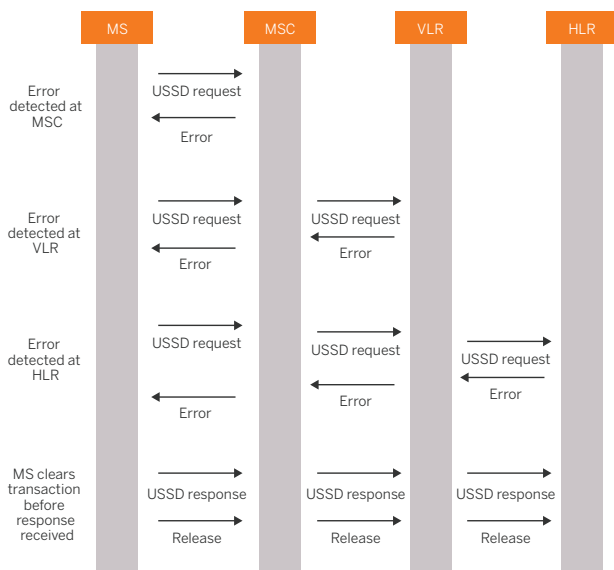 MS MSC VLR HLR
Error
detected at
MSC
USSD request
Error
Error
detected at
VLR
USSD request USSD request
Error Error
Error
detected at
HLR
USSD request USSD request USSD request
Error Error Error
MS clears
transaction
before
response
received
USSD response USSD response USSD response
Release Release Release